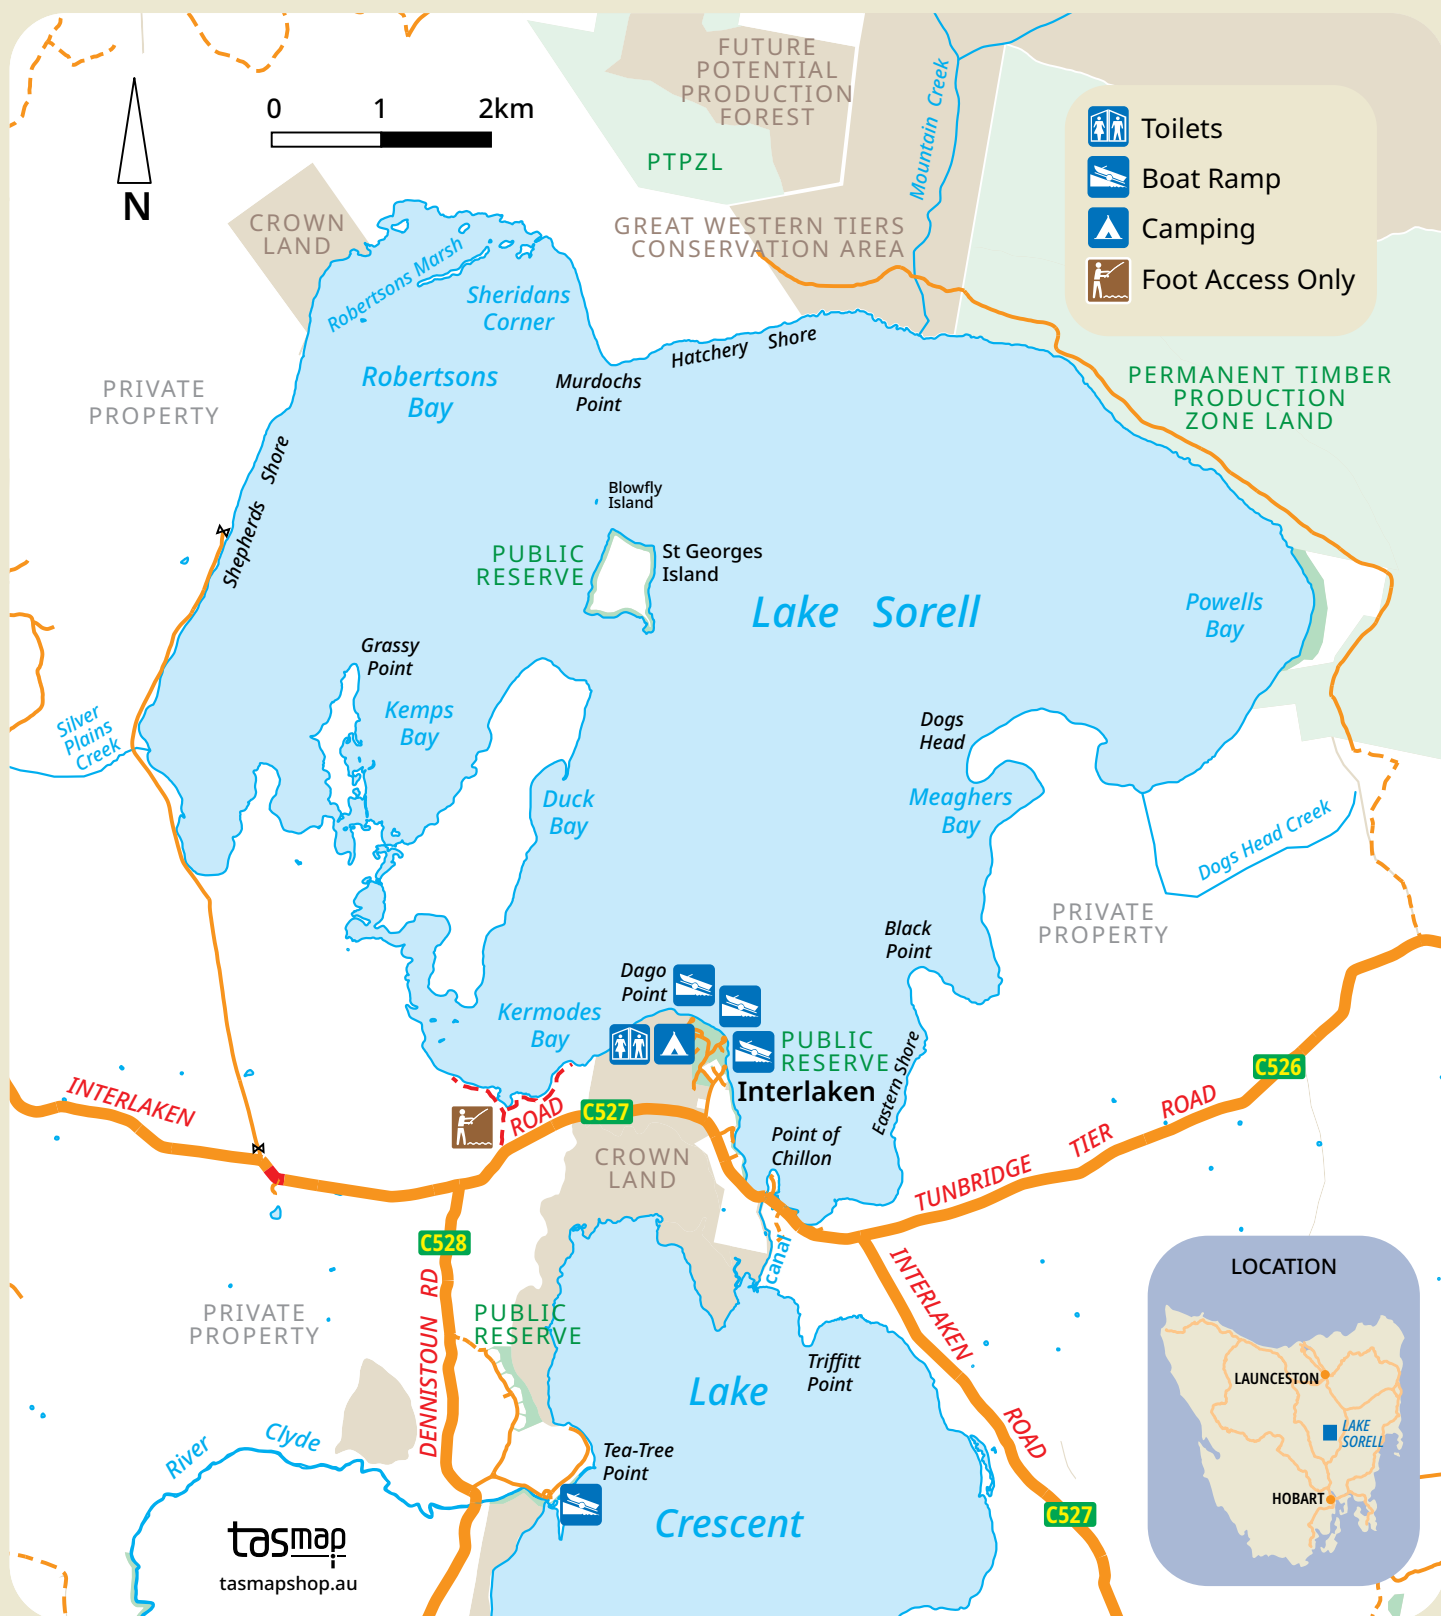 FUTURE
POTENTIAL
PRODUCTION
FOREST
Mountain Creek
0 1 2km
N
PTPZL
Toilets
Boat Ramp
Camping
Foot Access Only
CROWN
LAND
GREAT WESTERN TIERS
CONSERVATION AREA
Robertsons Marsh
Sheridans
Corner
Hatchery Shore
Robertsons
Bay
Murdochs
Point
PRIVATE
PROPERTY
PERMANENT TIMBER
PRODUCTION
ZONE LAND
Shepherds Shore
Blowfly
Island
PUBLIC
RESERVE
St Georges
Island
Lake Sorell
Powells
Bay
Grassy
Point
Kemps
Bay
Silver
Plains
Creek
Dogs
Head
Duck
Bay
Meaghers
Bay
Dogs Head Creek
PRIVATE
PROPERTY
Black
Point
Dago
Point
Kermodes
Bay
PUBLIC
RESERVE
Interlaken
Eastern Shore
C526
INTERLAKEN
ROAD
C527
Point of
Chillon
CROWN
LAND
TUNBRIDGE TIER ROAD
C528
canal
INTERLAKEN
ROAD
DENNISTOUN RD
PRIVATE
PROPERTY
PUBLIC
RESERVE
Triffitt
Point
Lake
Crescent
River Clyde
Tea-Tree
Point
C527
LOCATION
LAUNCESTON
LAKE
SORELL
HOBART
tasmap
tasmapshop.au